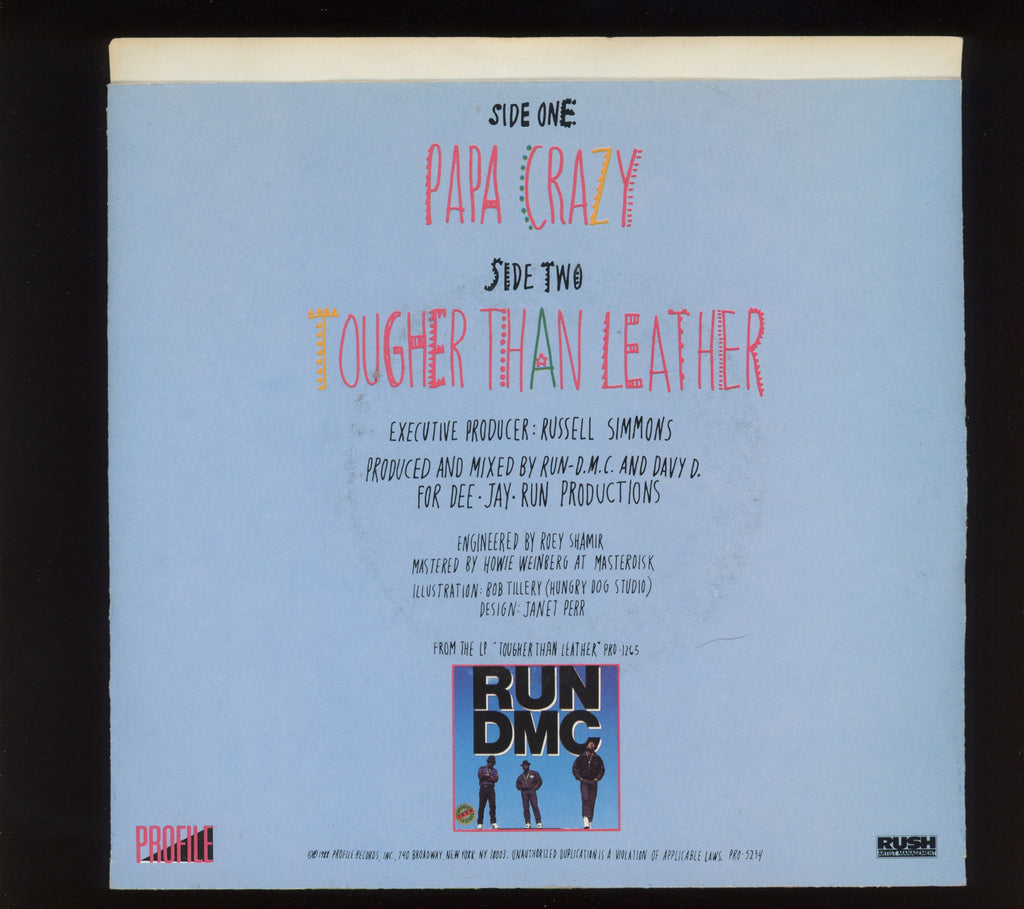 SIDE ONE
PAPA CRAZY
SIDE TWO
TOUGHER THAN LEATHER
EXECUTIVE PRODUCER: RUSSELL SIMMONS
PRODUCED AND MIXED BY RUN-D.M.C. AND DAVY D.
FOR DEE·JAY·RUN PRODUCTIONS
ENGINEERED BY ROEY SHAMIR
MASTERED BY HOWIE WEINBERG AT MASTERDISK
ILLUSTRATION: BOB TILLERY (HUNGRY DOG STUDIO)
DESIGN: JANET PERR
FROM THE LP "TOUGHER THAN LEATHER" PRO-1265
RUN
DMC
PROFILE
©℗ 1988 PROFILE RECORDS, INC., 740 BROADWAY, NEW YORK NY 10003. UNAUTHORIZED DUPLICATION IS A VIOLATION OF APPLICABLE LAWS. PRO-5234
RUSH
ARTIST MANAGEMENT